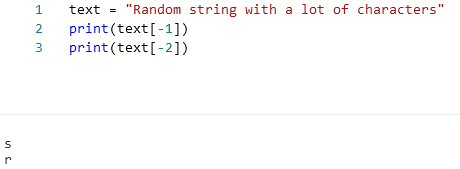 1 text = "Random string with a lot of characters"
2 print(text[-1])
3 print(text[-2])
s
r